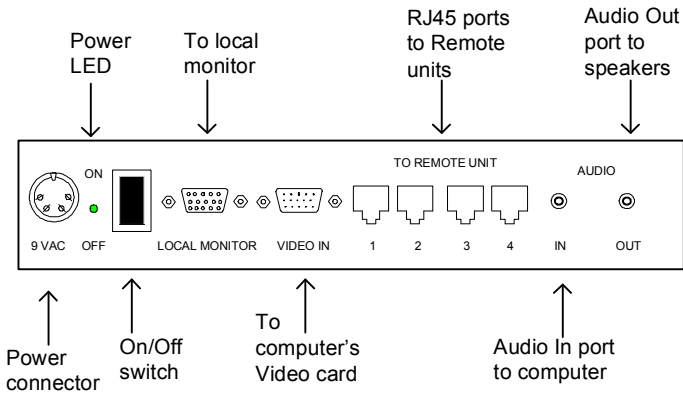 Power
LED
To local
monitor
RJ45 ports
to Remote
units
Audio Out
port to
speakers
ON
TO REMOTE UNIT
AUDIO
9 VAC
OFF
LOCAL MONITOR
VIDEO IN
1
2
3
4
IN
OUT
Power
connector
On/Off
switch
To
computer's
Video card
Audio In port
to computer